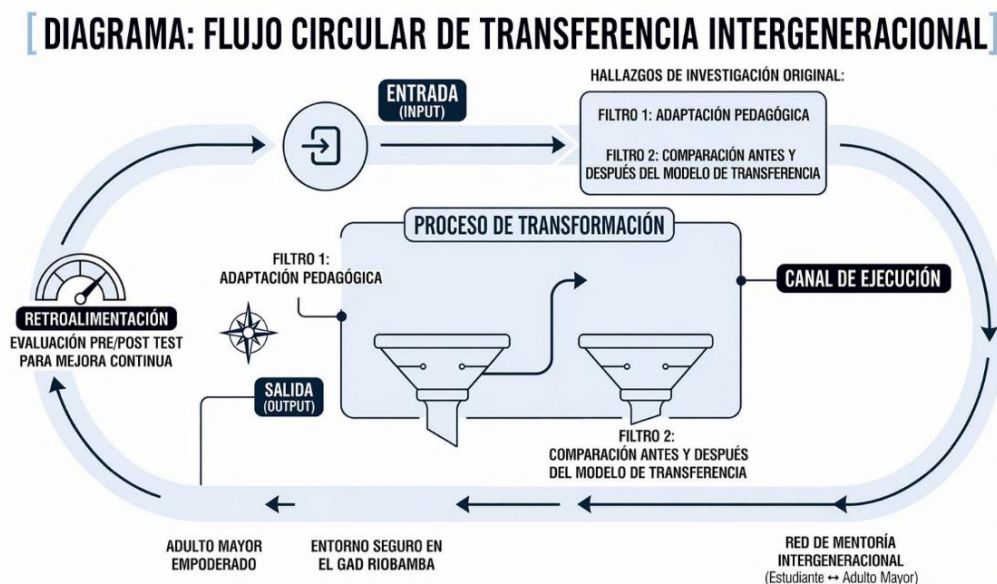 [ DIAGRAMA: FLUJO CIRCULAR DE TRANSFERENCIA INTERGENERACIONAL ]
ENTRADA
(INPUT)
HALLAZGOS DE INVESTIGACIÓN ORIGINAL:
FILTRO 1: ADAPTACIÓN PEDAGÓGICA
FILTRO 2: COMPARACIÓN ANTES Y
DESPUÉS DEL MODELO DE TRANSFERENCIA
PROCESO DE TRANSFORMACIÓN
FILTRO 1:
ADAPTACIÓN PEDAGÓGICA
CANAL DE EJECUCIÓN
RETROALIMENTACIÓN
EVALUACIÓN PRE/POST TEST
PARA MEJORA CONTINUA
SALIDA
(OUTPUT)
FILTRO 2:
COMPARACIÓN ANTES Y DESPUÉS
DEL MODELO DE TRANSFERENCIA
ADULTO MAYOR
EMPODERADO
ENTORNO SEGURO EN
EL GAD RIOBAMBA
RED DE MENTORÍA
INTERGENERACIONAL
(Estudiante ↔ Adulto Mayor)